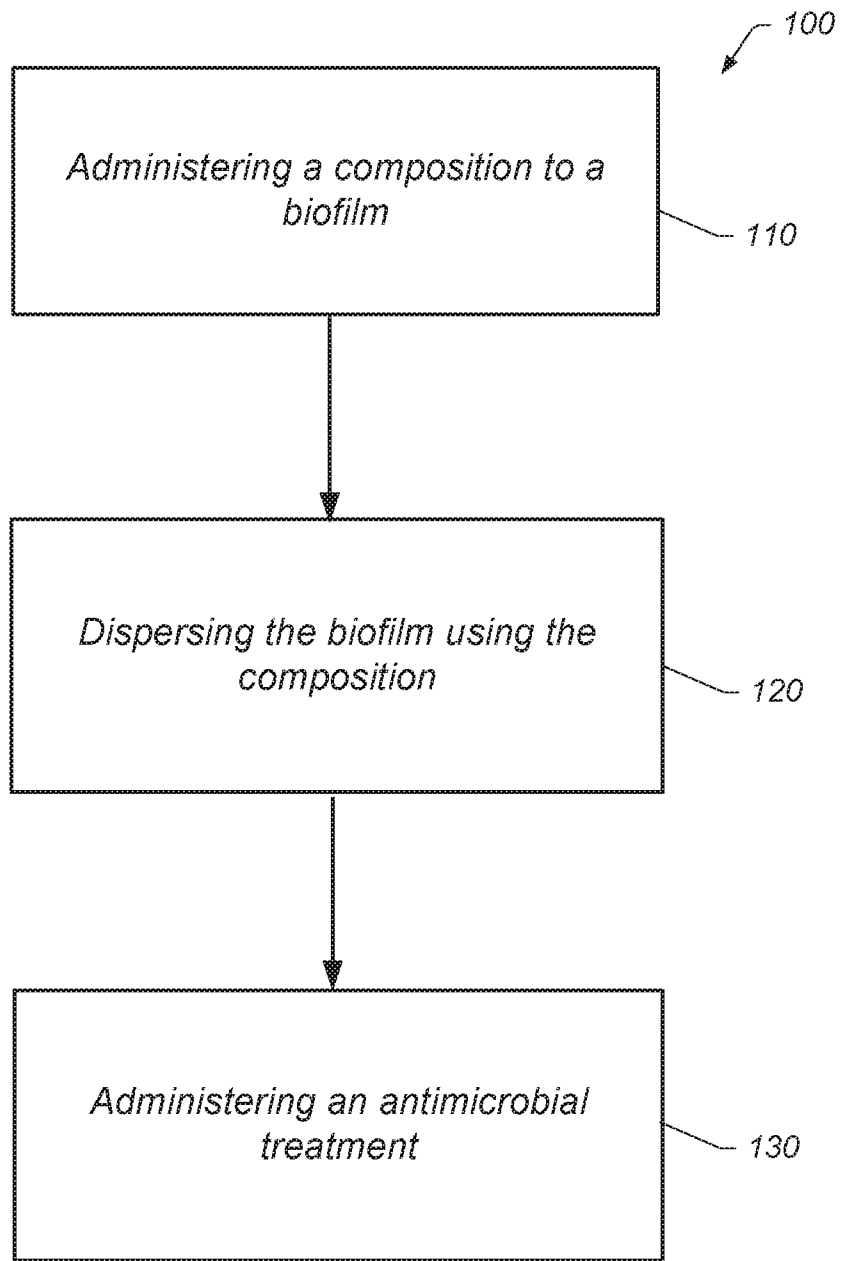 100
Administering a composition to a
biofilm
110
Dispersing the biofilm using the
composition
120
Administering an antimicrobial
treatment
130